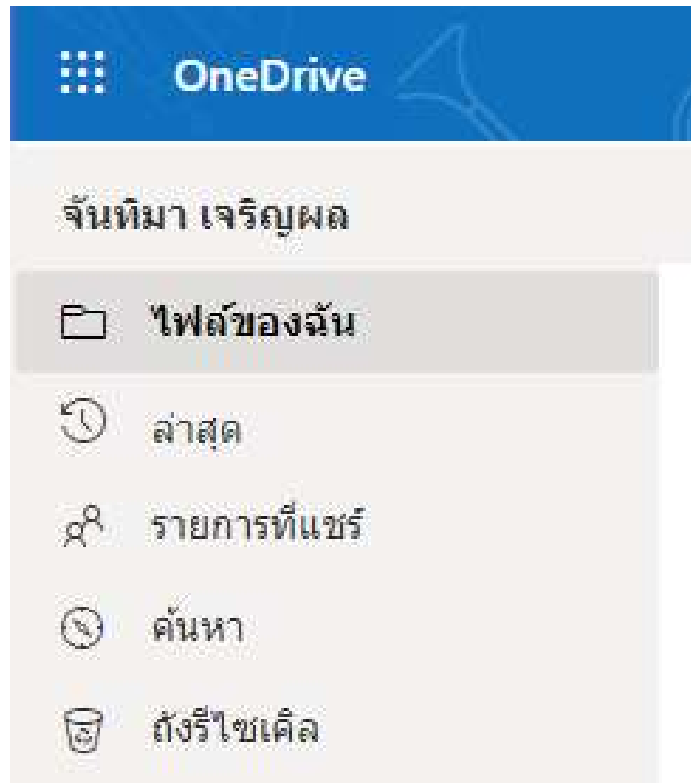 OneDrive
จันทิมา เจริญผล
ไฟล์ของฉัน
ล่าสุด
รายการที่แชร์
ค้นหา
ถังรีไซเคิล